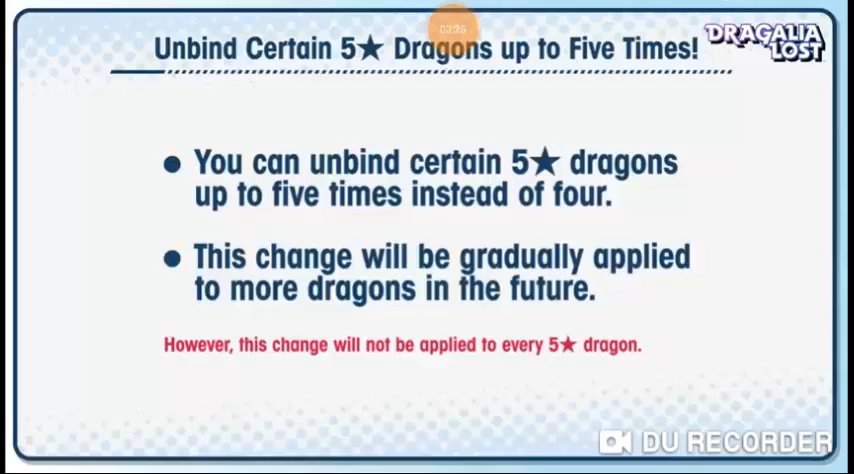 03:25
Unbind Certain 5★ Dragons up to Five Times!
DRAGALIA
LOST
● You can unbind certain 5★ dragons
up to five times instead of four.
● This change will be gradually applied
to more dragons in the future.
However, this change will not be applied to every 5★ dragon.
DU RECORDER